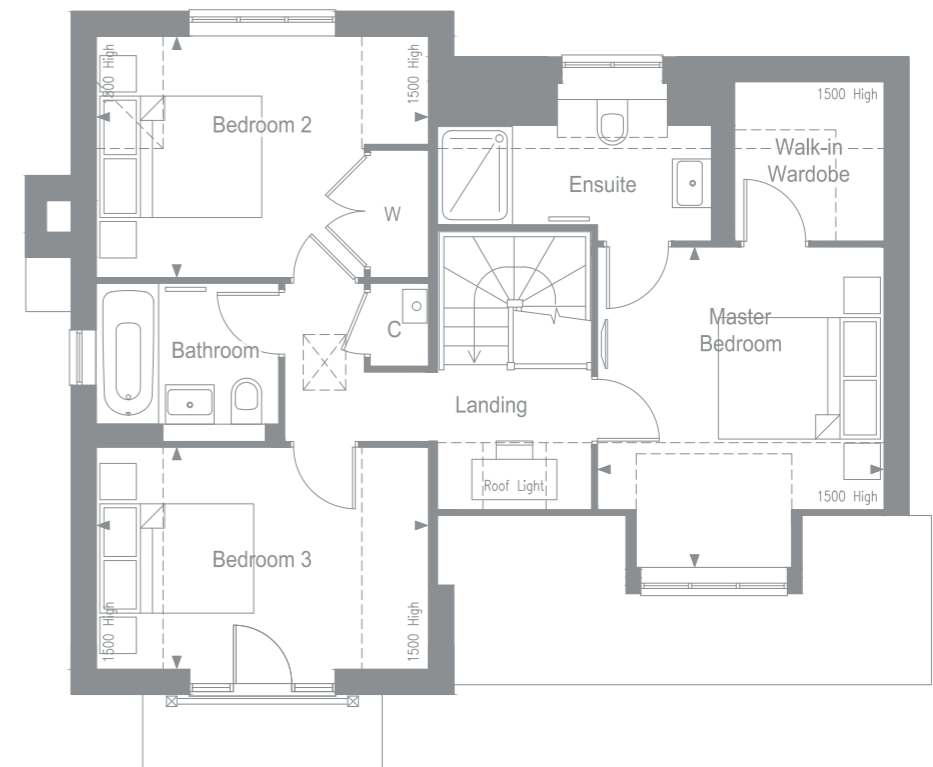 1500 High
1500 High
Bedroom 2
W
Ensuite
1500 High
Walk-in
Wardobe
Bathroom
C
Master
Bedroom
Landing
Roof Light
1500 High
Bedroom 3
1500 High
1500 High